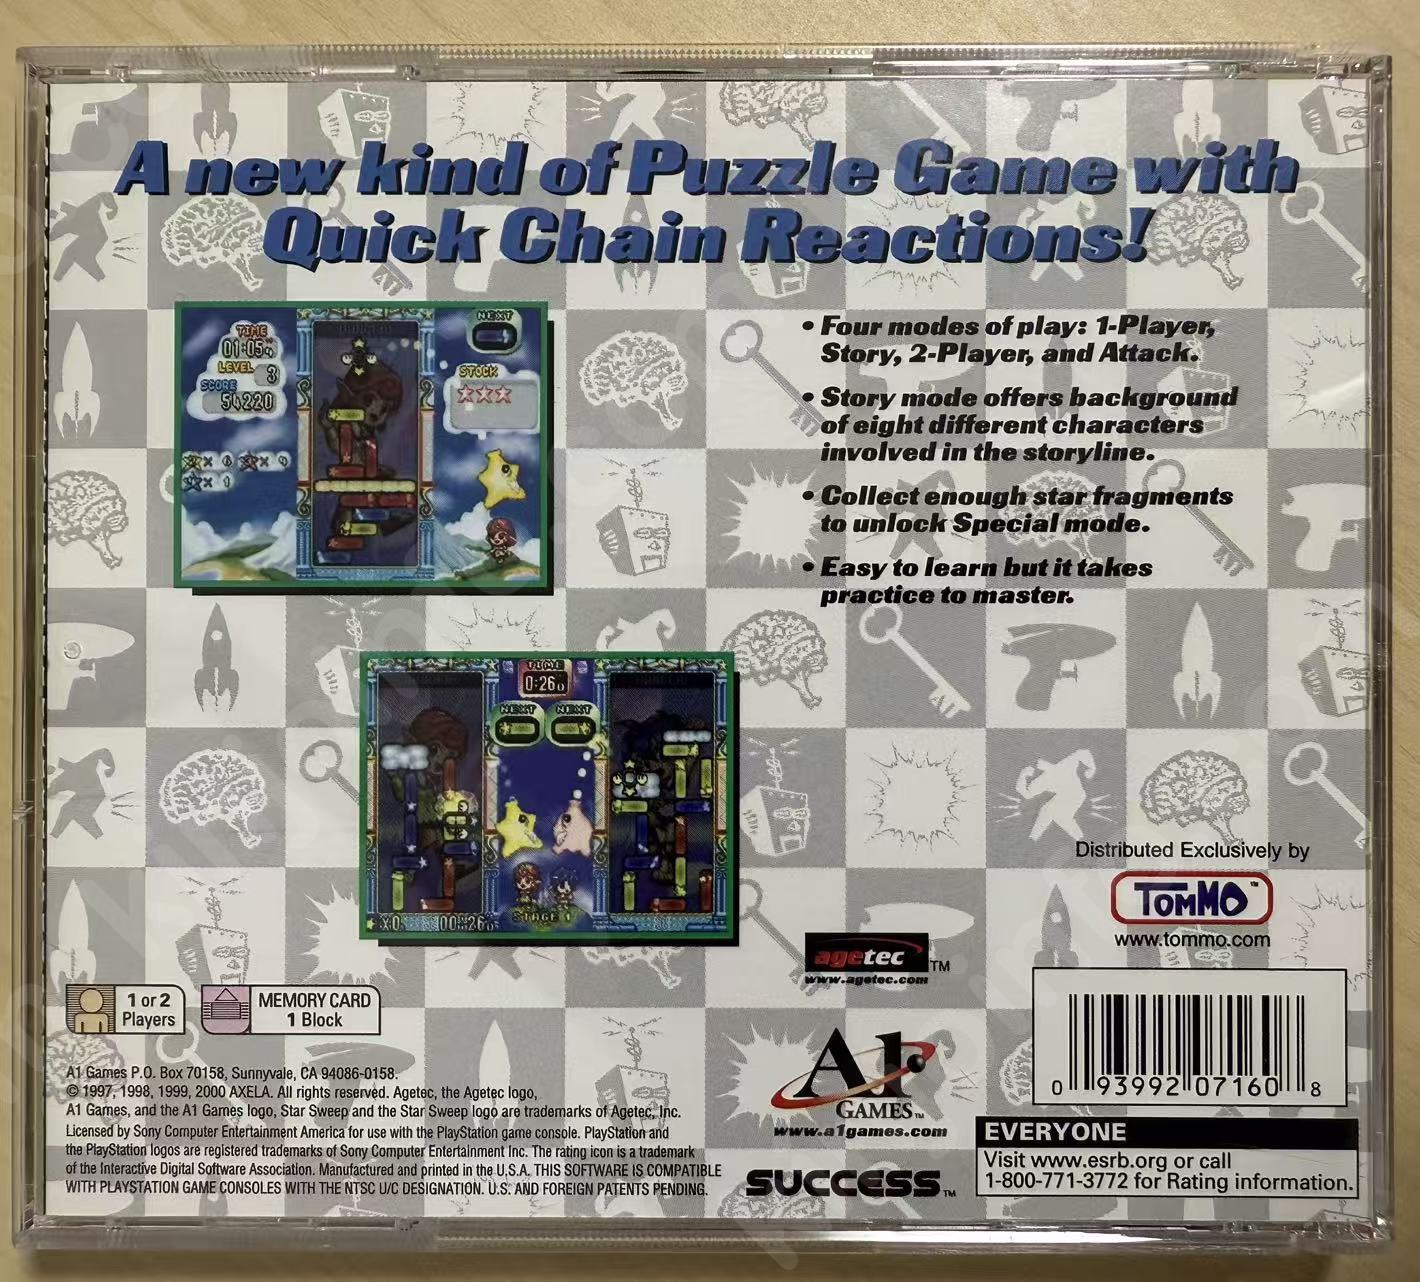 A new kind of Puzzle Game with
Quick Chain Reactions!
TIME
01:05
LEVEL
3
SCORE
54220
NEXT
STOCK
• Four modes of play: 1-Player,
Story, 2-Player, and Attack.
• Story mode offers background
of eight different characters
involved in the storyline.
• Collect enough star fragments
to unlock Special mode.
• Easy to learn but it takes
practice to master.
TIME
0:26
NEXT NEXT
STAGE 1
Distributed Exclusively by
TOMMO™
www.tommo.com
agetec TM
www.agetec.com
1 or 2
Players
MEMORY CARD
1 Block
A1 Games P.O. Box 70158, Sunnyvale, CA 94086-0158.
© 1997, 1998, 1999, 2000 AXELA. All rights reserved. Agetec, the Agetec logo,
A1 Games, and the A1 Games logo, Star Sweep and the Star Sweep logo are trademarks of Agetec, Inc.
Licensed by Sony Computer Entertainment America for use with the PlayStation game console. PlayStation and
the PlayStation logos are registered trademarks of Sony Computer Entertainment Inc. The rating icon is a trademark
of the Interactive Digital Software Association. Manufactured and printed in the U.S.A. THIS SOFTWARE IS COMPATIBLE
WITH PLAYSTATION GAME CONSOLES WITH THE NTSC U/C DESIGNATION. U.S. AND FOREIGN PATENTS PENDING.
A1
GAMES™
www.a1games.com
SUCCESS™
0 93992 07160 8
EVERYONE
Visit www.esrb.org or call
1-800-771-3772 for Rating information.